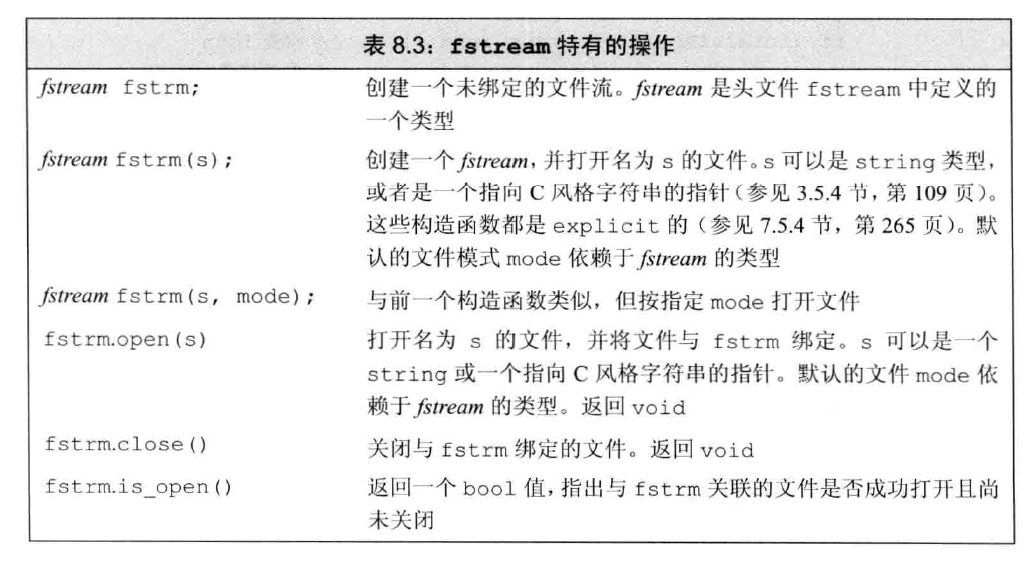 表 8.3：fstream 特有的操作
fstream fstrm; 创建一个未绑定的文件流。fstream 是头文件 fstream 中定义的
一个类型
fstream fstrm(s); 创建一个 fstream，并打开名为 s 的文件。s 可以是 string 类型，
或者是一个指向 C 风格字符串的指针（参见 3.5.4 节，第 109 页）。
这些构造函数都是 explicit 的（参见 7.5.4 节，第 265 页）。默
认的文件模式 mode 依赖于 fstream 的类型
fstream fstrm(s, mode); 与前一个构造函数类似，但按指定 mode 打开文件
fstrm.open(s) 打开名为 s 的文件，并将文件与 fstrm 绑定。s 可以是一个
string 或一个指向 C 风格字符串的指针。默认的文件 mode 依
赖于 fstream 的类型。返回 void
fstrm.close() 关闭与 fstrm 绑定的文件。返回 void
fstrm.is_open() 返回一个 bool 值，指出与 fstrm 关联的文件是否成功打开且尚
未关闭